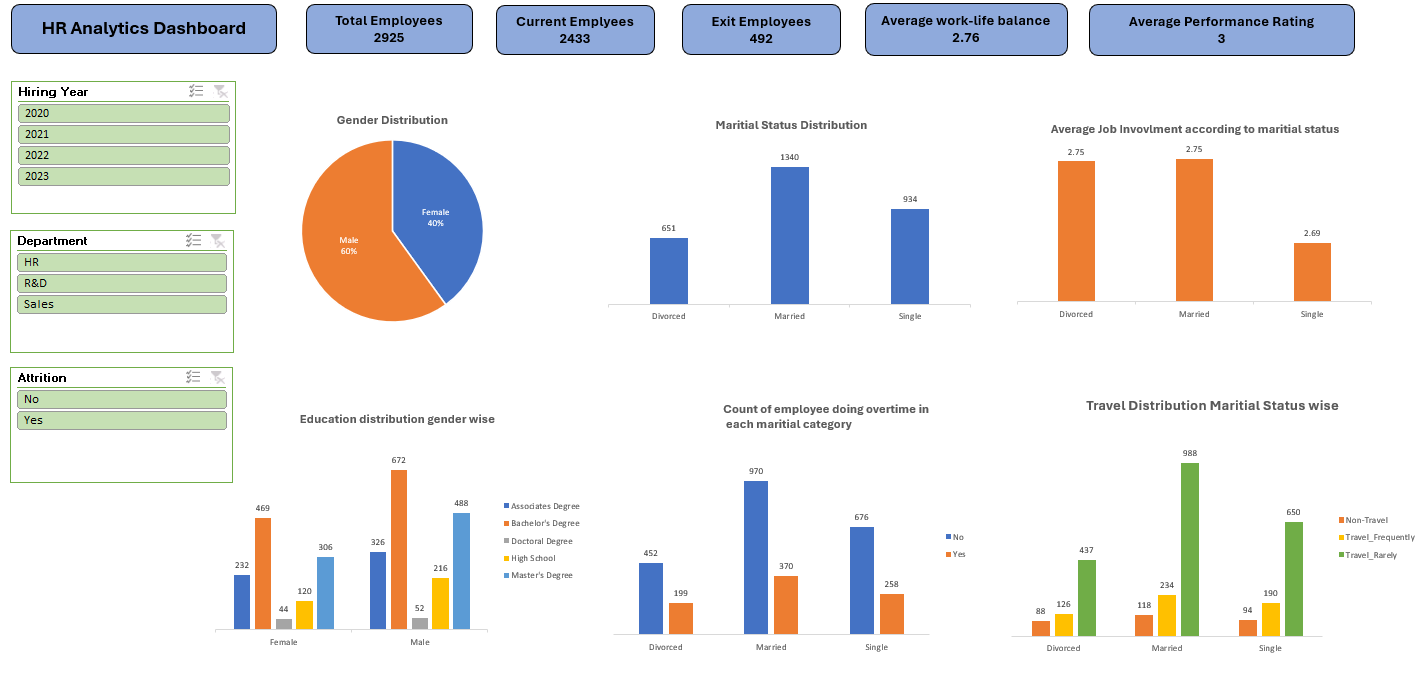 HR Analytics Dashboard
Total Employees
2925
Current Emplyees
2433
Exit Employees
492
Average work-life balance
2.76
Average Performance Rating
3
Hiring Year
2020
2021
2022
2023
Department
HR
R&D
Sales
Attrition
No
Yes
Gender Distribution
Female
40%
Male
60%
Maritial Status Distribution
651
1340
934
Divorced
Married
Single
Average Job Invovlment according to maritial status
2.75
2.75
2.69
Divorced
Married
Single
Education distribution gender wise
232
469
44
120
306
326
672
52
216
488
Female
Male
Associates Degree
Bachelor's Degree
Doctoral Degree
High School
Master's Degree
Count of employee doing overtime in
each maritial category
452
199
970
370
676
258
Divorced
Married
Single
No
Yes
Travel Distribution Maritial Status wise
88
126
437
118
234
988
94
190
650
Divorced
Married
Single
Non-Travel
Travel_Frequently
Travel_Rarely